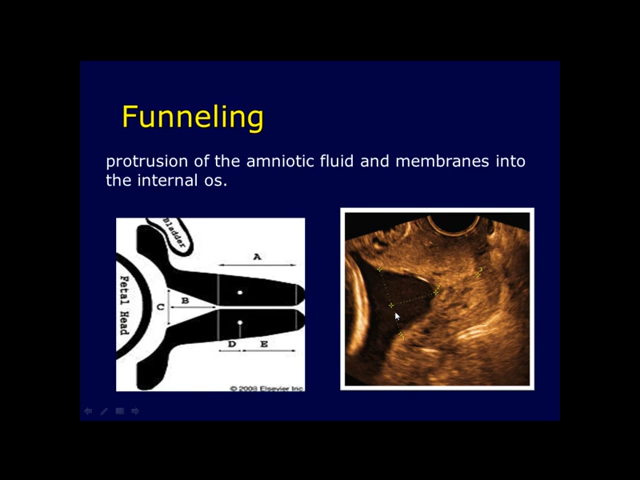 Funneling
protrusion of the amniotic fluid and membranes into
the internal os.
Bladder
A
Fetal Head
B
C
D
E
© 2008 Elsevier Inc